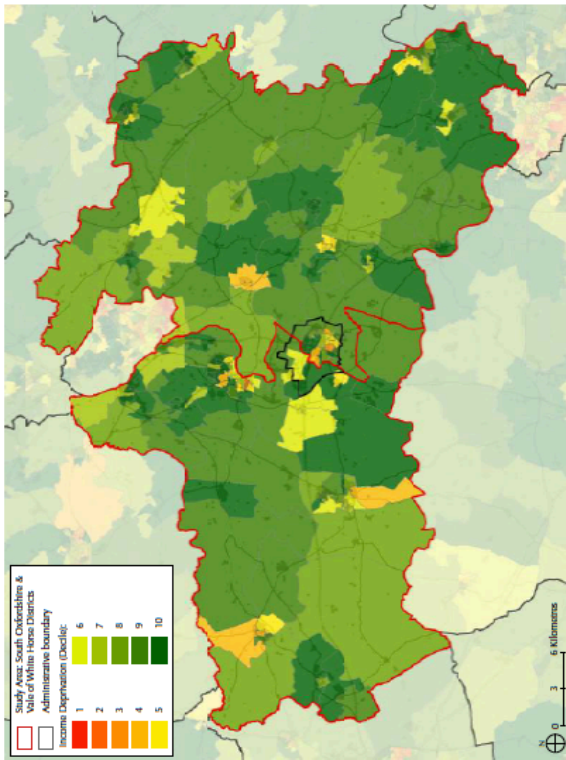 Study Area: South Oxfordshire &
Vale of White Horse Districts
Administrative boundary
Income Deprivation (Decile):
1
2
3
4
5
6
7
8
9
10
N
0 3 6 Kilometres